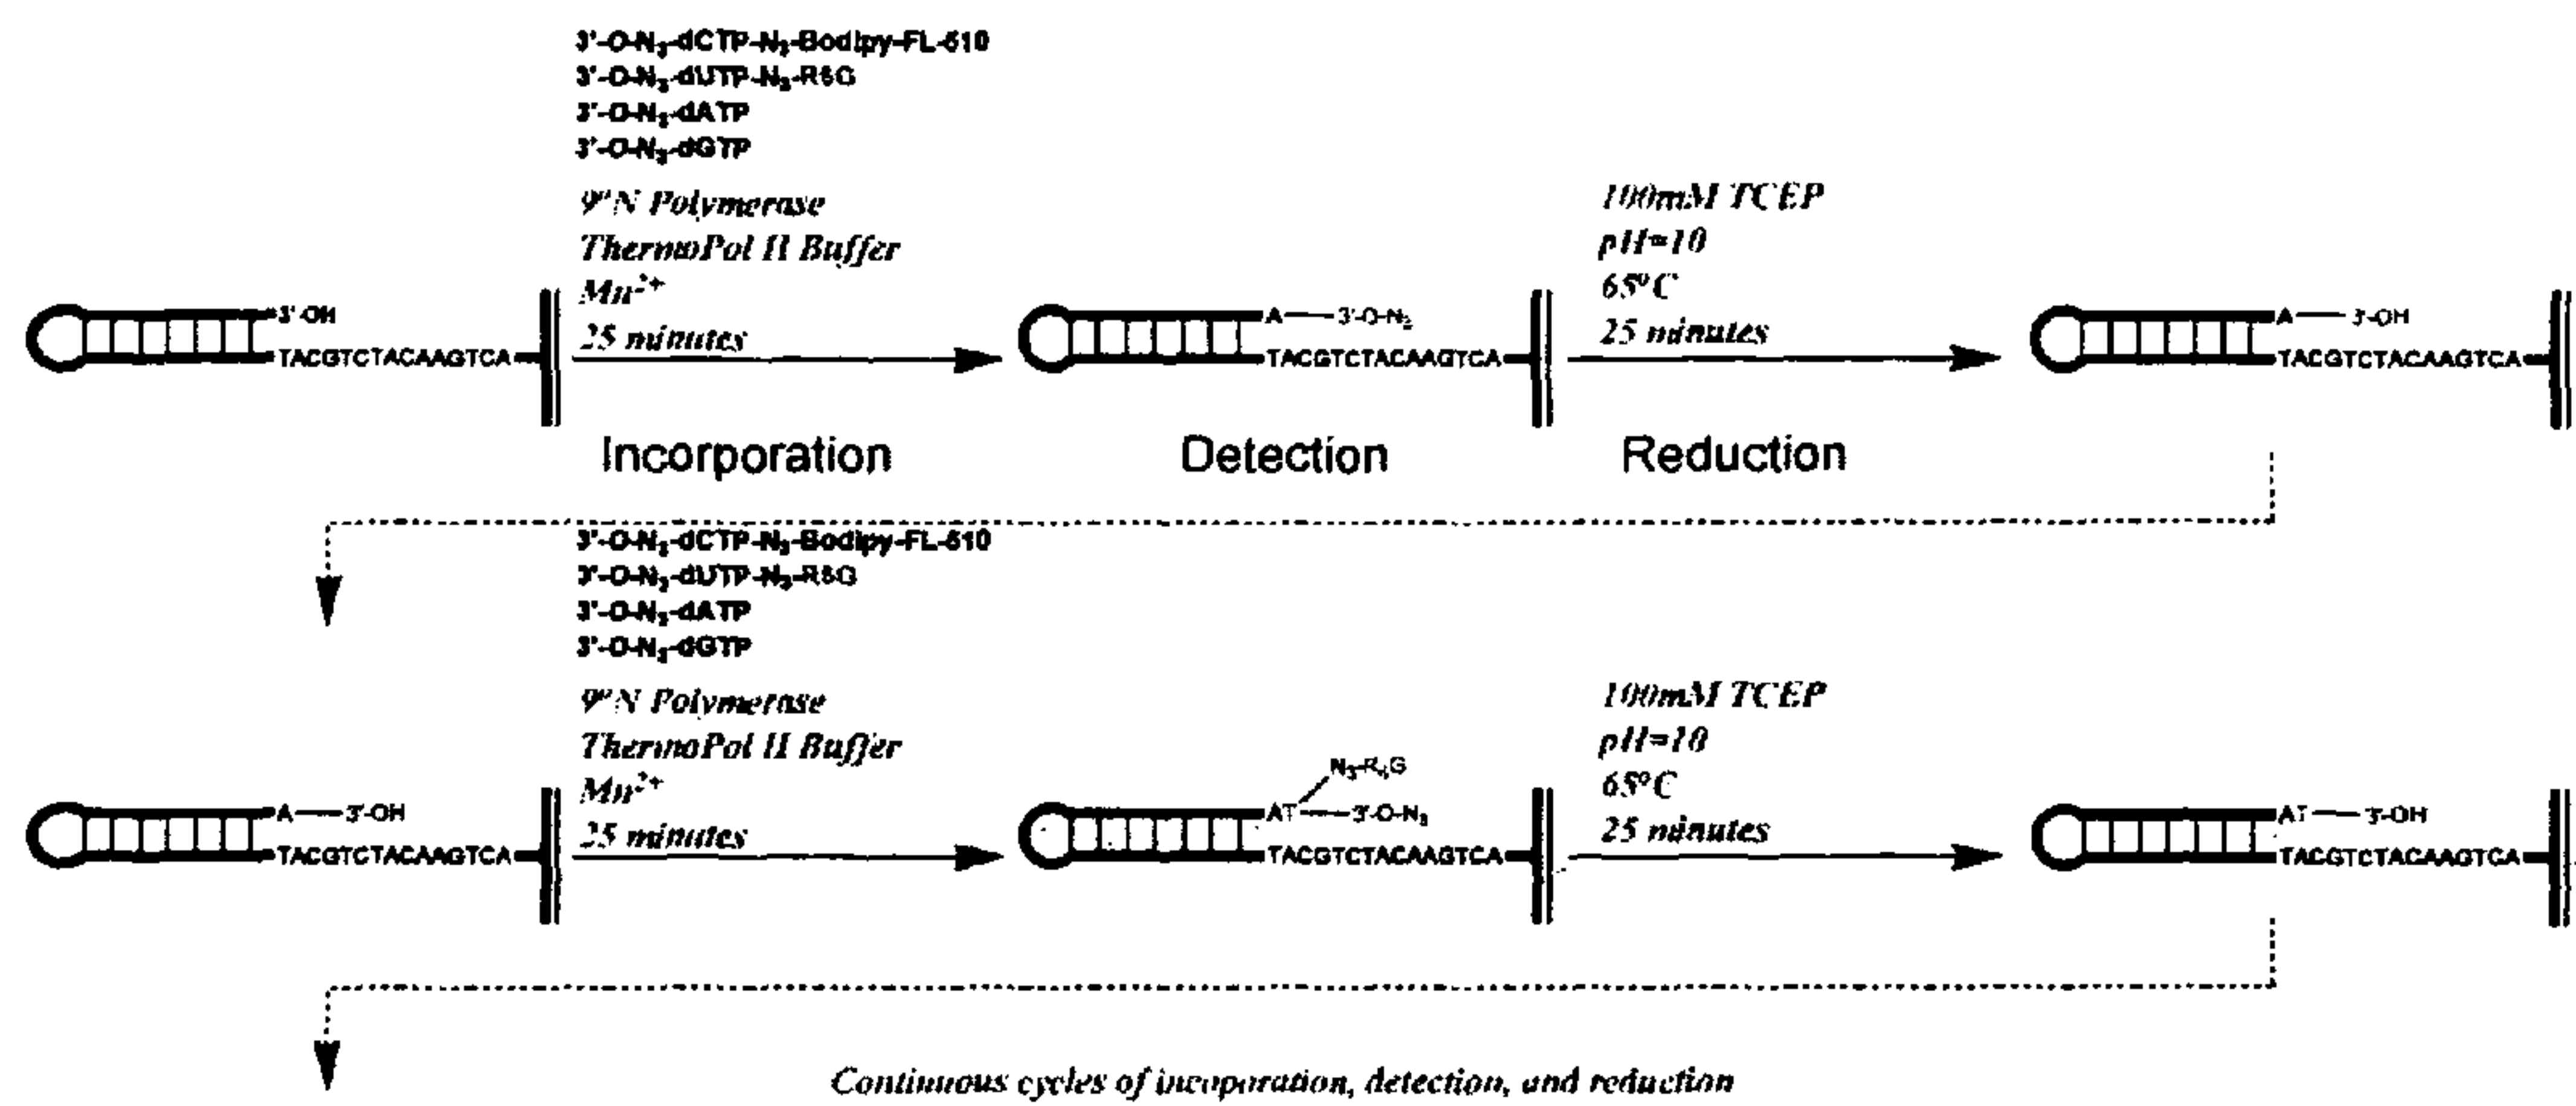 3'-O-N₃-dCTP-N₃-Bodipy-FL-510
3'-O-N₃-dUTP-N₃-R6G
3'-O-N₃-dATP
3'-O-N₃-dGTP
9°N Polymerase
ThermoPol II Buffer
Mn²⁺
25 minutes
100mM TCEP
pH=10
65°C
25 minutes
3'-OH
TACGTCTACAAGTCA
A—3'-O-N₃
TACGTCTACAAGTCA
A—3'-OH
TACGTCTACAAGTCA
Incorporation
Detection
Reduction
3'-O-N₃-dCTP-N₃-Bodipy-FL-510
3'-O-N₃-dUTP-N₃-R6G
3'-O-N₃-dATP
3'-O-N₃-dGTP
9°N Polymerase
ThermoPol II Buffer
Mn²⁺
25 minutes
100mM TCEP
pH=10
65°C
25 minutes
A—3'-OH
TACGTCTACAAGTCA
N₃-R₆G
AT—3'-O-N₃
TACGTCTACAAGTCA
AT—3'-OH
TACGTCTACAAGTCA
Continuous cycles of incoporation, detection, and reduction